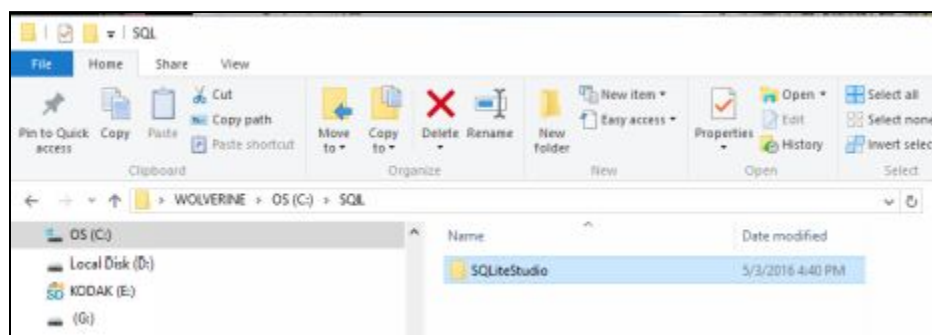 SQL
File Home Share View
Pin to Quick access
Copy
Paste
Cut
Copy path
Paste shortcut
Clipboard
Move to
Copy to
Delete
Rename
Organize
New folder
New item
Easy access
New
Properties
Open
Edit
History
Open
Select all
Select none
Invert selec
Select
WOLVERINE > OS (C:) > SQL
OS (C:)
Local Disk (D:)
KODAK (E:)
(G:)
Name Date modified
SQLiteStudio 5/3/2016 4:40 PM